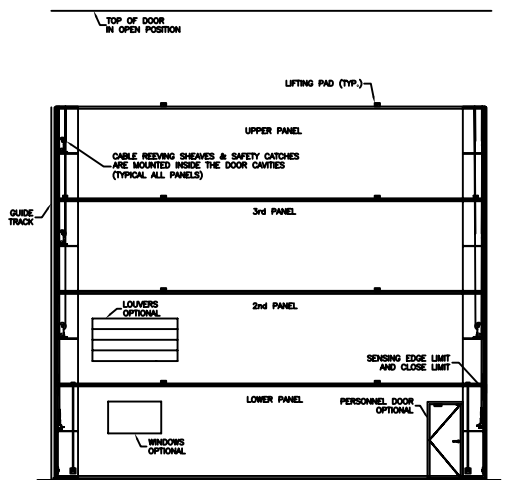 TOP OF DOOR
IN OPEN POSITION
LIFTING PAD (TYP.)
UPPER PANEL
CABLE REEVING SHEAVES & SAFETY CATCHES
ARE MOUNTED INSIDE THE DOOR CAVITIES
(TYPICAL ALL PANELS)
GUIDE
TRACK
3rd PANEL
LOUVERS
OPTIONAL
2nd PANEL
SENSING EDGE LIMIT
AND CLOSE LIMIT
LOWER PANEL
PERSONNEL DOOR
OPTIONAL
WINDOWS
OPTIONAL